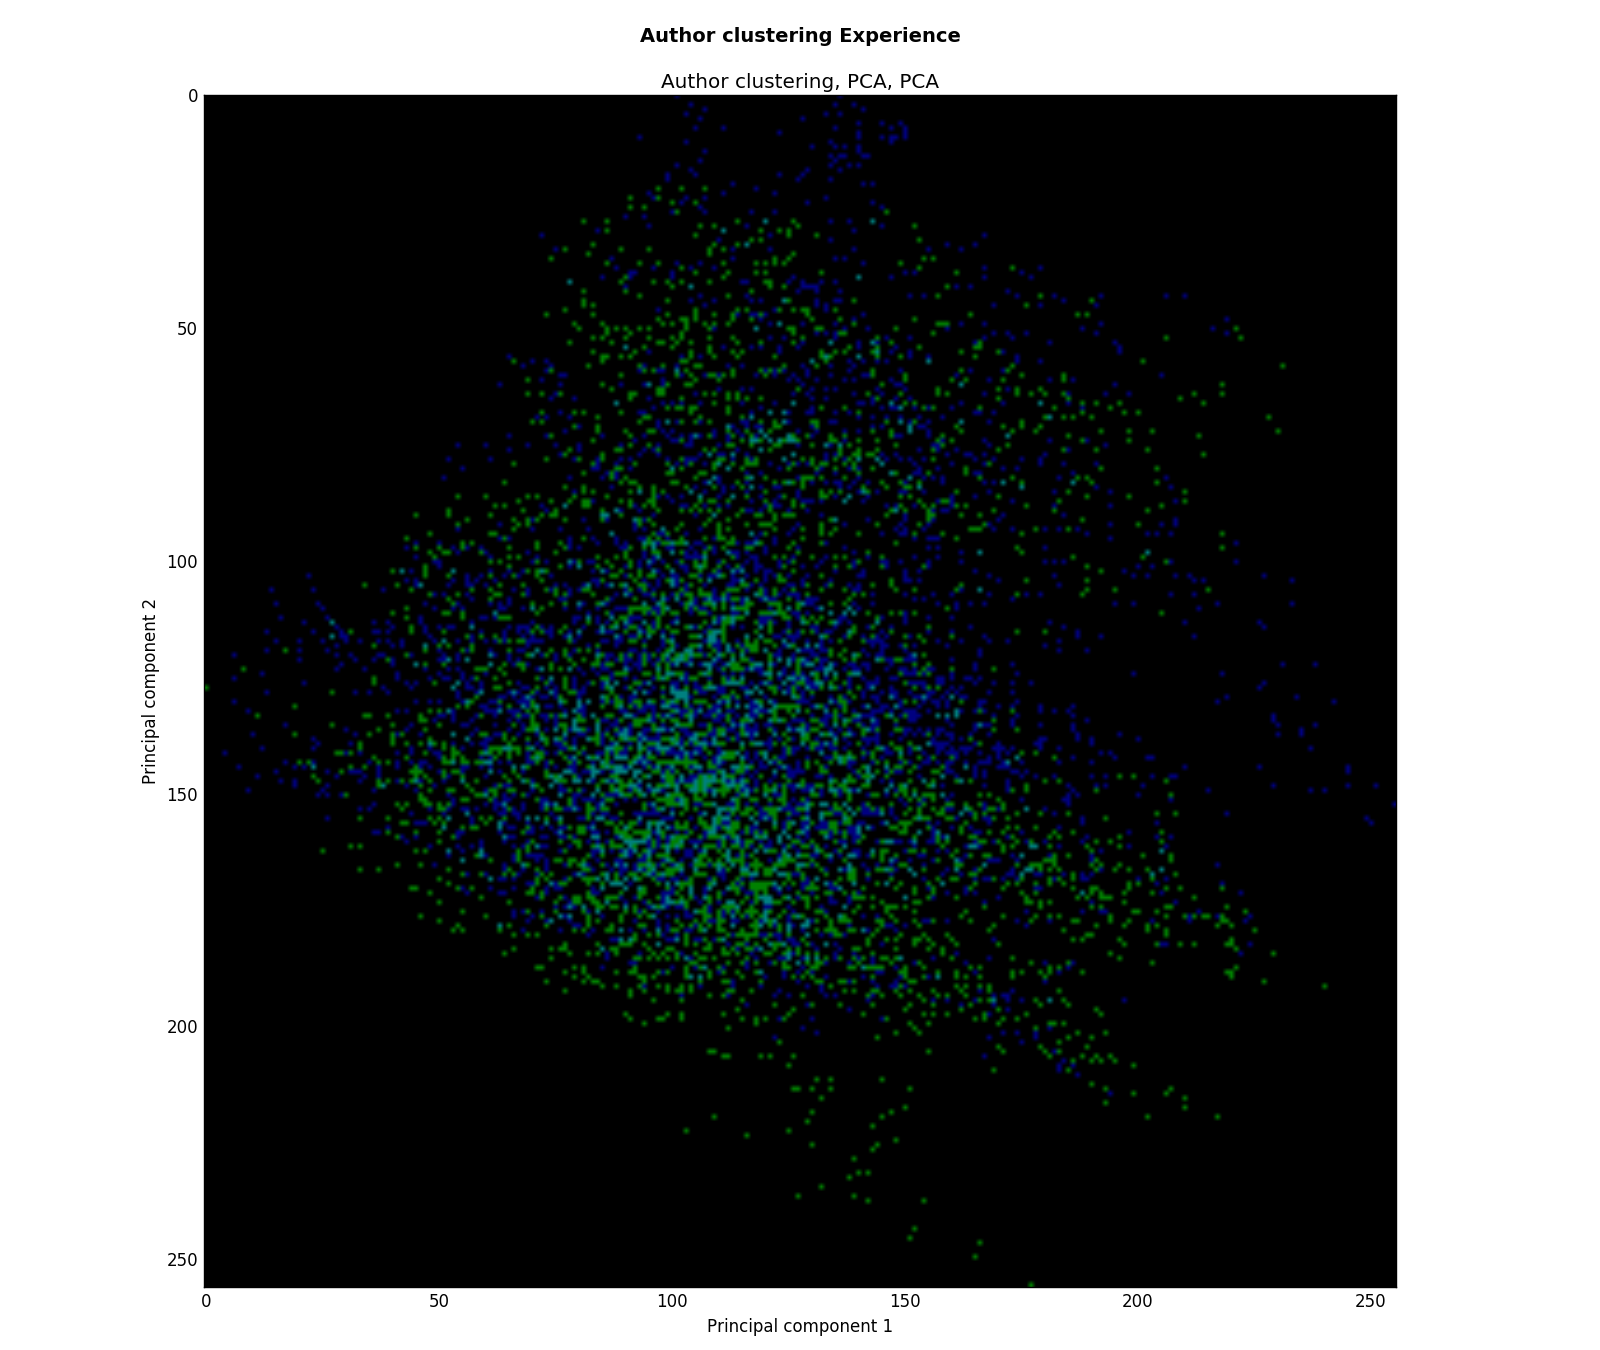 Author clustering Experience
Author clustering, PCA, PCA
0
50
100
150
200
250
Principal component 2
0 50 100 150 200 250
Principal component 1